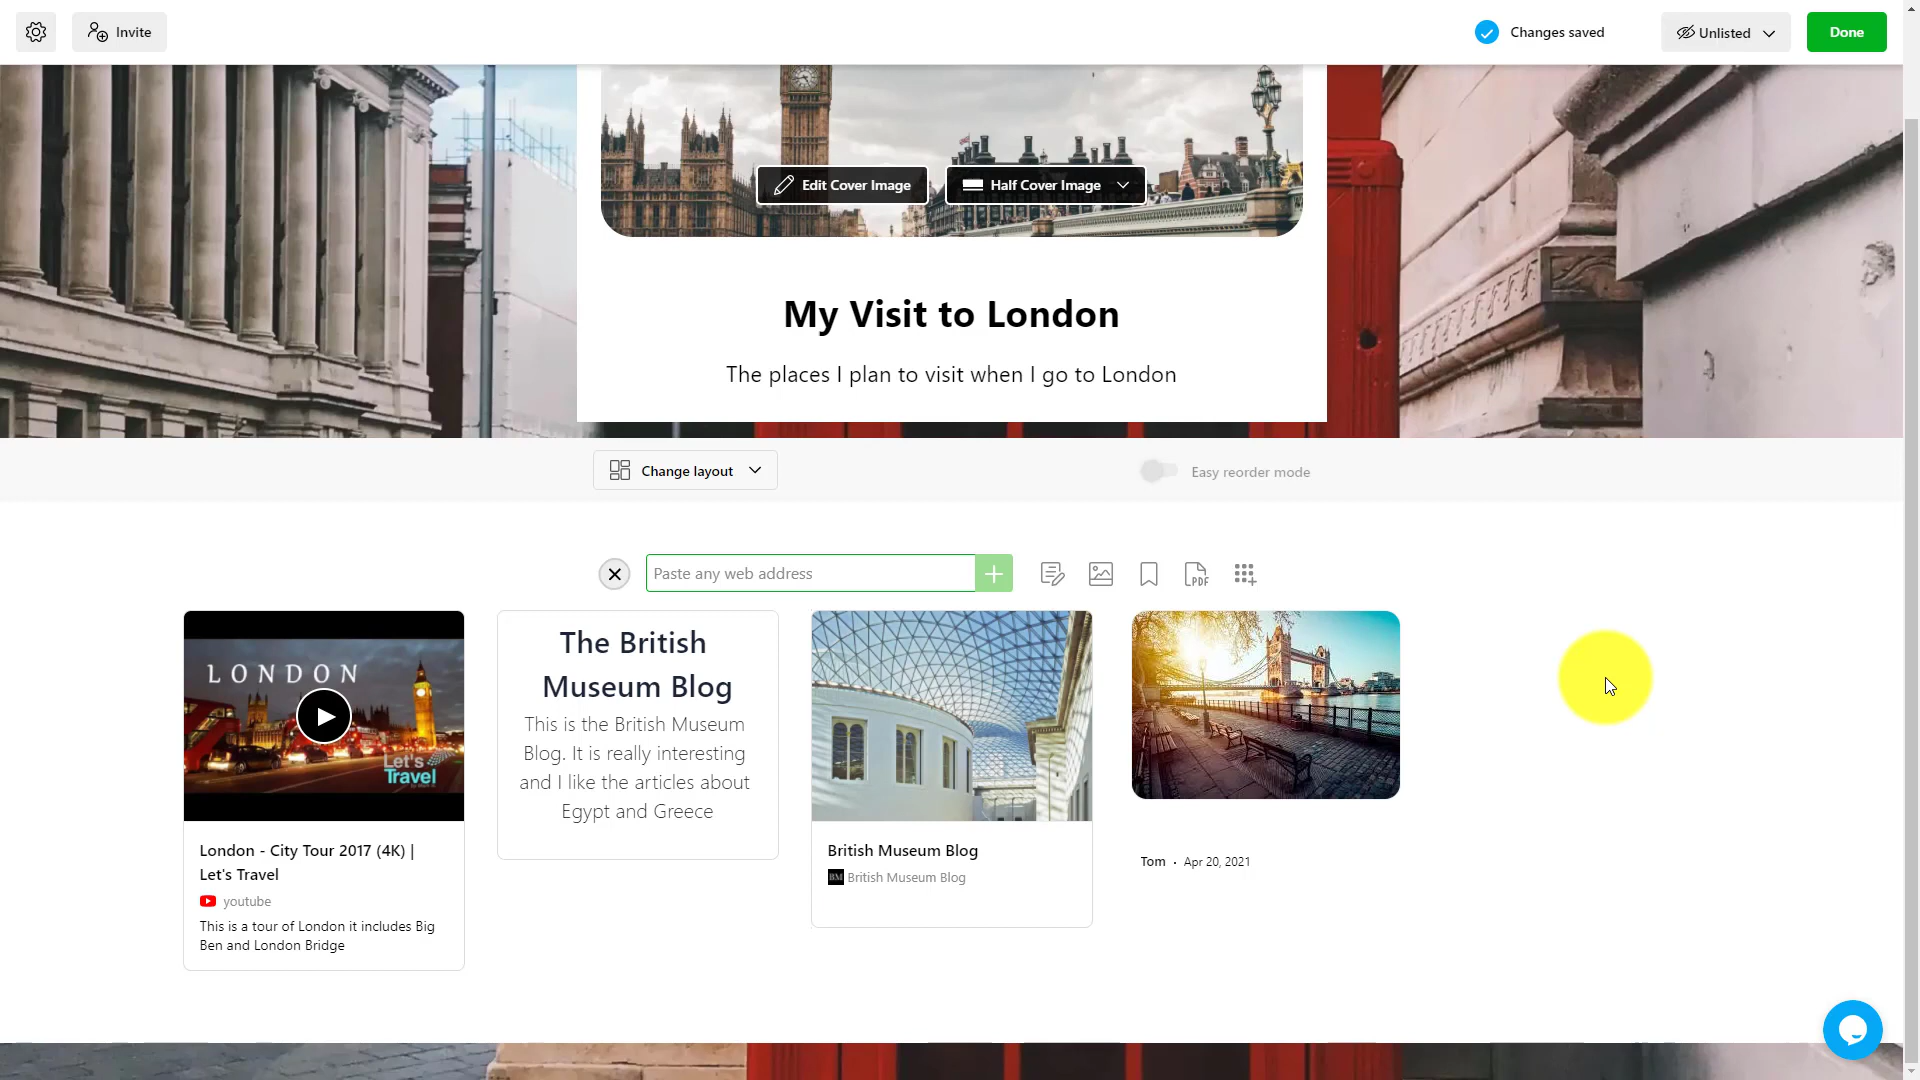 Invite
Changes saved
Unlisted
Done
Edit Cover Image
Half Cover Image
My Visit to London
The places I plan to visit when I go to London
Change layout
Easy reorder mode
Paste any web address
PDF
LONDON
Let's
Travel
London - City Tour 2017 (4K) |
Let's Travel
youtube
This is a tour of London it includes Big
Ben and London Bridge
The British
Museum Blog
This is the British Museum
Blog. It is really interesting
and I like the articles about
Egypt and Greece
British Museum Blog
BM British Museum Blog
Tom • Apr 20, 2021